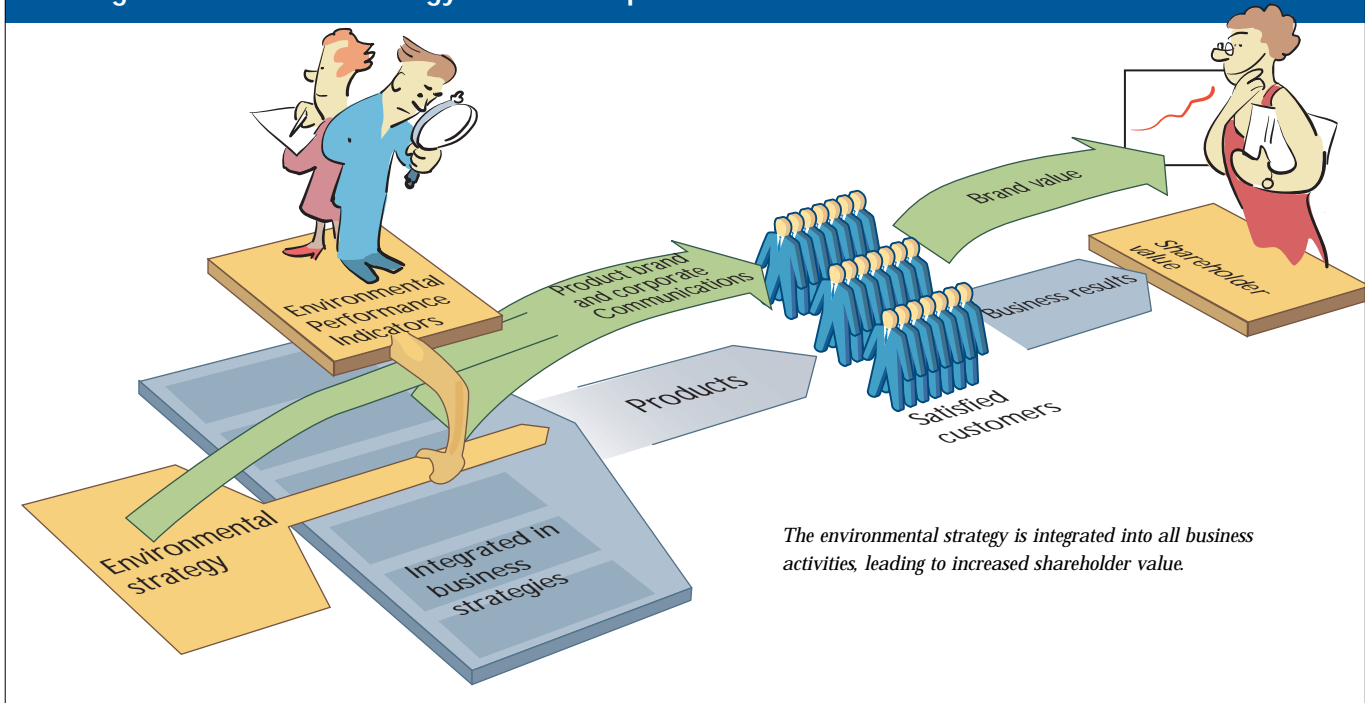 Environmental
Performance
Indicators
Product brand
and corporate
Communications
Brand value
Shareholder
value
Business results
Products
Satisfied
customers
Environmental
strategy
Integrated in
business
strategies
The environmental strategy is integrated into all business
activities, leading to increased shareholder value.